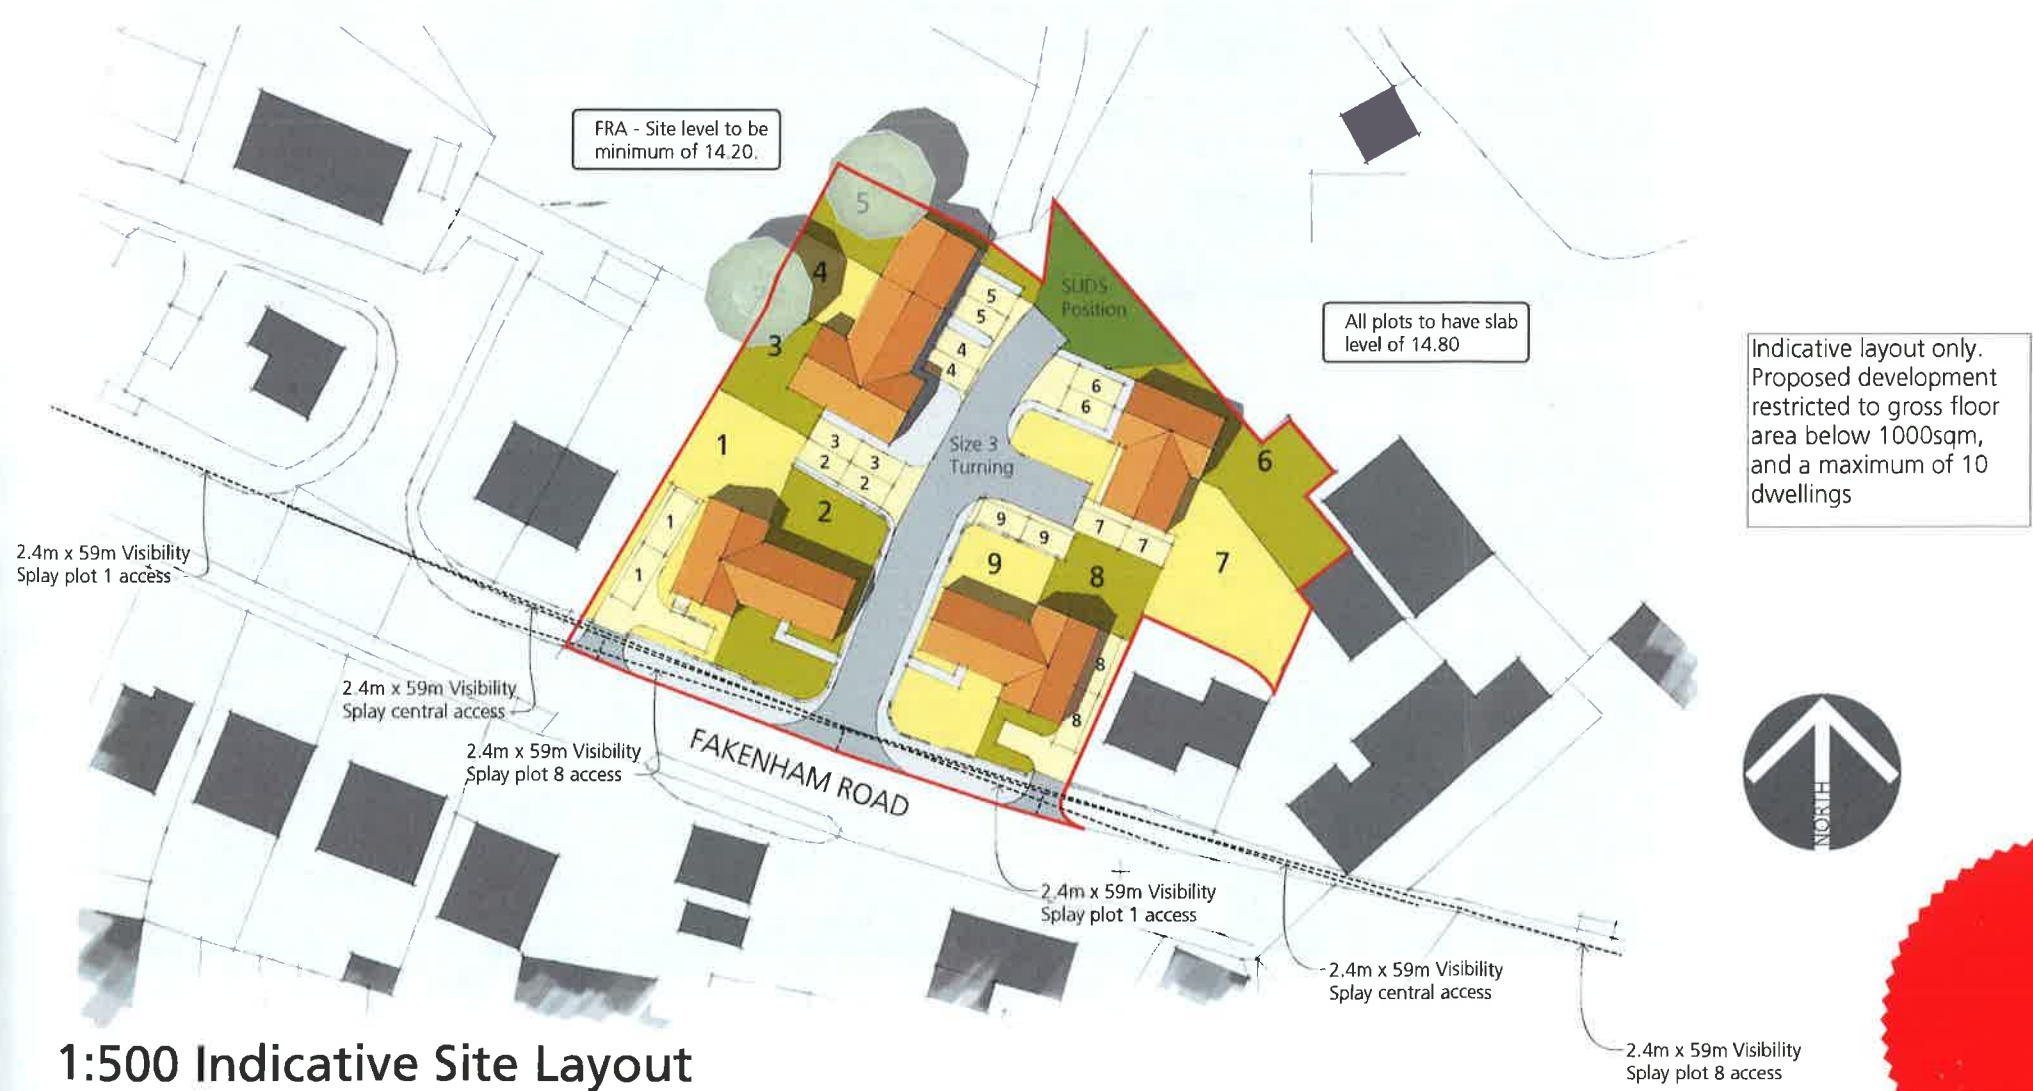 FRA - Site level to be
minimum of 14.20.
5
SUDS
Position
4
5
5
3
4
4
All plots to have slab
level of 14.80
Indicative layout only.
Proposed development
restricted to gross floor
area below 1000sqm,
and a maximum of 10
dwellings
6
6
1
3
3
2
2
Size 3
Turning
6
2
1
1
9
9
7
7
9
8
7
2.4m x 59m Visibility
Splay plot 1 access
8
8
2.4m x 59m Visibility
Splay central access
2.4m x 59m Visibility
Splay plot 8 access
FAKENHAM ROAD
NORTH
2.4m x 59m Visibility
Splay plot 1 access
2.4m x 59m Visibility
Splay central access
2.4m x 59m Visibility
Splay plot 8 access
1:500 Indicative Site Layout